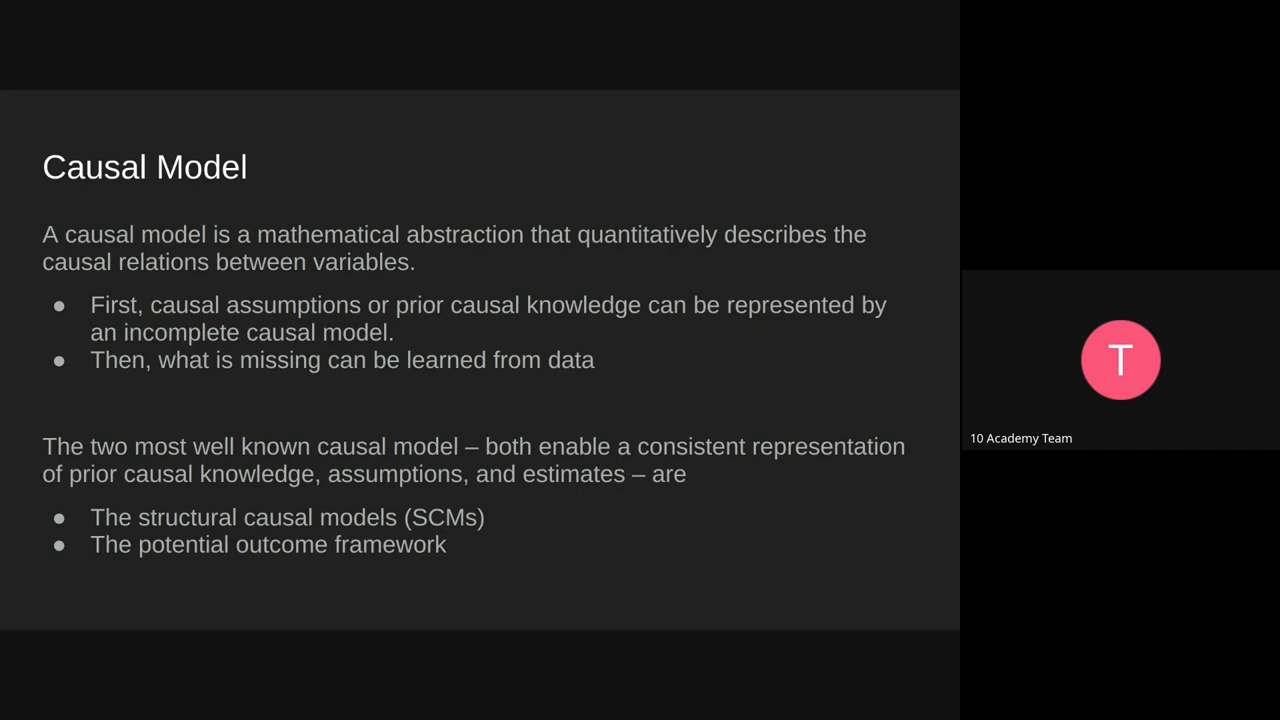 Causal Model
A causal model is a mathematical abstraction that quantitatively describes the
causal relations between variables.
● First, causal assumptions or prior causal knowledge can be represented by
an incomplete causal model.
● Then, what is missing can be learned from data
The two most well known causal model – both enable a consistent representation
of prior causal knowledge, assumptions, and estimates – are
● The structural causal models (SCMs)
● The potential outcome framework
T
10 Academy Team